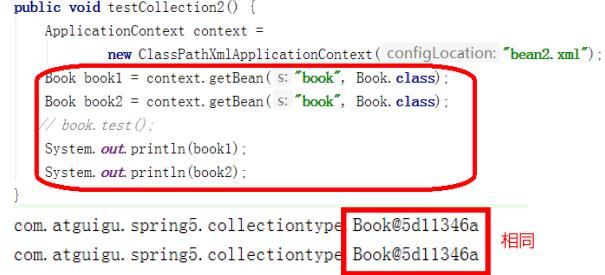 public void testCollection2() {
ApplicationContext context =
new ClassPathXmlApplicationContext( configLocation: "bean2.xml");
Book book1 = context.getBean( s: "book", Book.class);
Book book2 = context.getBean( s: "book", Book.class);
// book.test();
System.out.println(book1);
System.out.println(book2);
}
com.atguigu.spring5.collectiontype Book@5d11346a
com.atguigu.spring5.collectiontype Book@5d11346a
相同